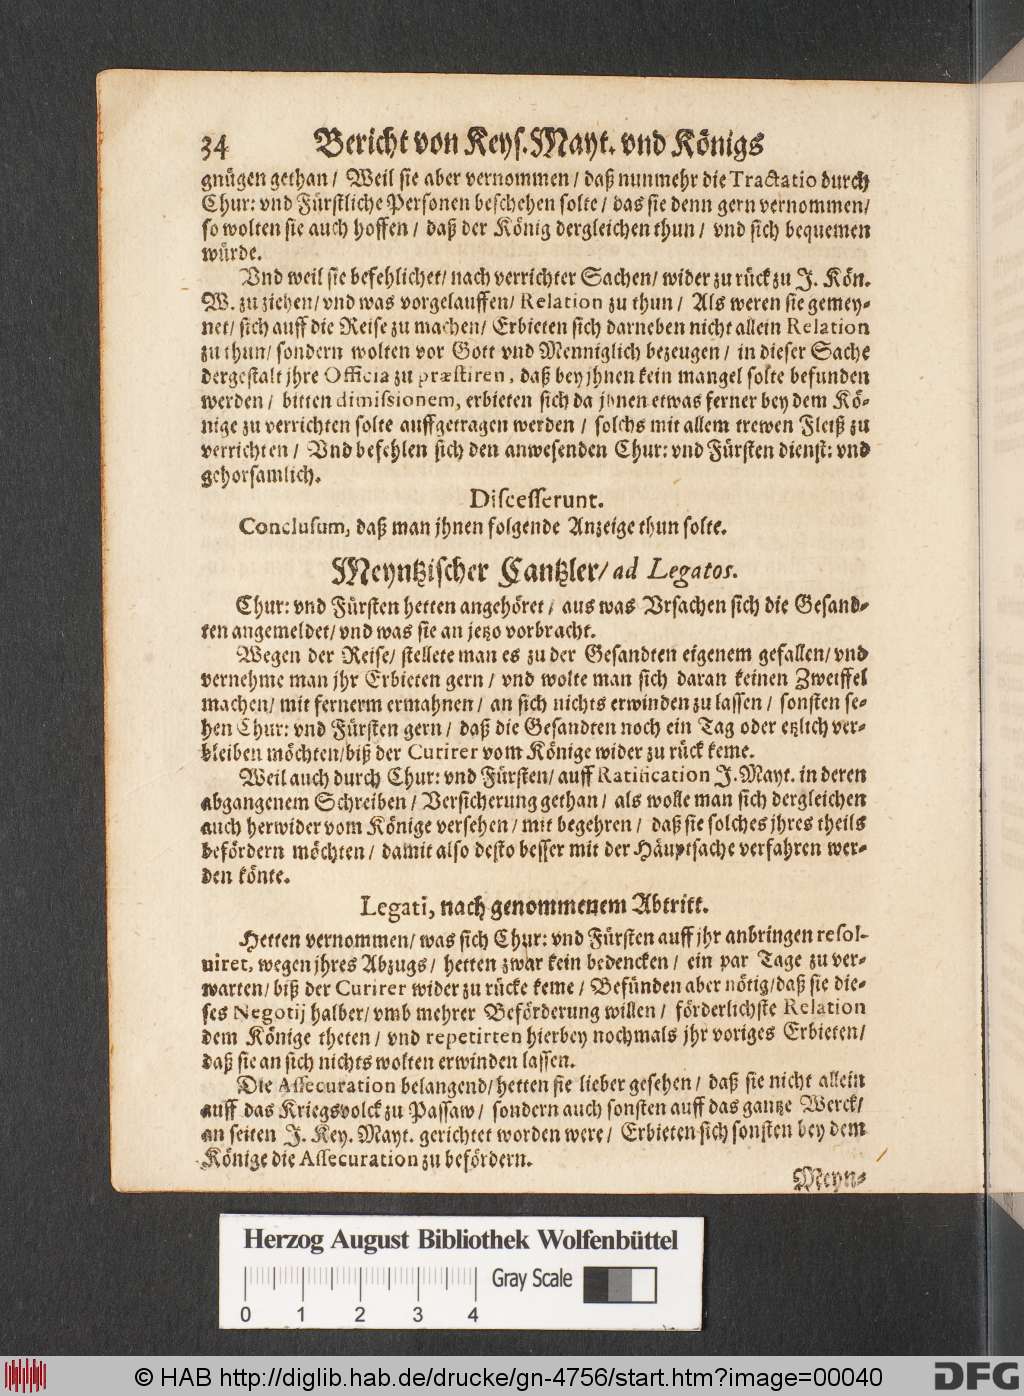 34 Bericht von Keys. Mayt. vnd Königs
gnügen gethan / Weil sie aber vernommen / daß nunmehr die Tractatio durch
Chur: vnd Fürstliche Personen beschehen solte / das sie denn gern vernommen /
so wolten sie auch hoffen / daß der König dergleichen thun / vnd sich bequemen
würde.
Vnd weil sie befehlichet / nach verrichter Sachen / wider zu rück zu J. Kön.
W. zu ziehen / vnd was vorgelauffen / Relation zu thun / Als weren sie gemey-
net / sich auff die Reise zu machen / Erbieten sich darneben nicht allein Relation
zu thun / sondern wolten vor Gott vnd Menniglich bezeugen / in dieser Sache
dergestalt jhre Officia zu præstiren, daß bey jhnen kein mangel solte befunden
werden / bitten dimissionem, erbieten sich da jhnen etwas ferner bey dem Kö-
nige zu verrichten solte auffgetragen werden / solchs mit allem trewen Fleiß zu
verrichten / Vnd befehlen sich den anwesenden Chur: vnd Fürsten dienst: vnd
gehorsamlich.
Discesserunt.
Conclusum, daß man jhnen folgende Anzeige thun solte.
Meyntzischer Cantzler / ad Legatos.
Chur: vnd Fürsten hetten angehöret / aus was Vrsachen sich die Gesand-
ten angemeldet / vnd was sie an jetzo vorbracht.
Wegen der Reise / stellete man es zu der Gesandten eigenem gefallen / vnd
vernehme man jhr Erbieten gern / vnd wolte man sich daran keinen Zweiffel
machen / mit fernerm ermahnen / an sich nichts erwinden zu lassen / sonsten se-
hen Chur: vnd Fürsten gern / daß die Gesandten noch ein Tag oder etzlich ver-
bleiben möchten / biß der Curirer vom Könige wider zu rück keme.
Weil auch durch Chur: vnd Fürsten / auff Ratification J. Mayt. in deren
abgangenem Schreiben / Versicherung gethan / als wolle man sich dergleichen
auch herwider vom Könige versehen / mit begehren / daß sie solches jhres theils
befördern möchten / damit also desto besser mit der Häuptsache verfahren wer-
den könte.
Legati, nach genommenem Abtritt.
Hetten vernommen / was sich Chur: vnd Fürsten auff jhr anbringen resol-
viret, wegen jhres Abzugs / hetten zwar kein bedencken / ein par Tage zu ver-
warten / biß der Curirer wider zu rücke keme / Befünden aber nötig / daß sie die-
ses Negotij halber / vmb mehrer Beförderung willen / förderlichste Relation
dem Könige theten / vnd repetirten hierbey nochmals jhr voriges Erbieten /
daß sie an sich nichts wolten erwinden lassen.
Die Assecuration belangend / hetten sie lieber gesehen / daß sie nicht allein
auff das Kriegsvolck zu Passaw / sondern auch sonsten auff das gantze Werck /
an seiten J. Key. Mayt. gerichtet worden were / Erbieten sich sonsten bey dem
Könige die Assecuration zu befördern.
Meyn-
Herzog August Bibliothek Wolfenbüttel
Gray Scale
0 1 2 3 4
© HAB http://diglib.hab.de/drucke/gn-4756/start.htm?image=00040
DFG